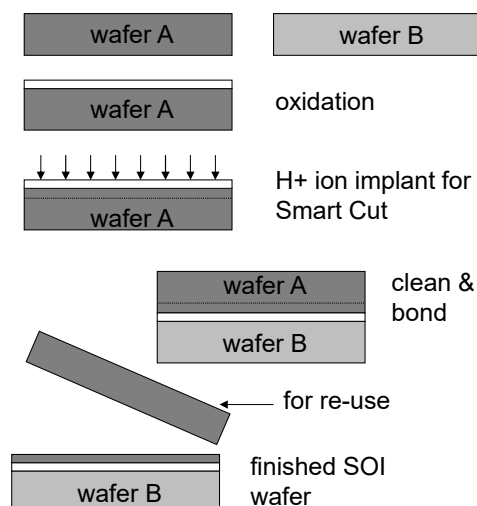 wafer A
wafer B
wafer A
oxidation
H+ ion implant for
Smart Cut
wafer A
wafer A
clean &
bond
wafer B
for re-use
finished SOI
wafer
wafer B